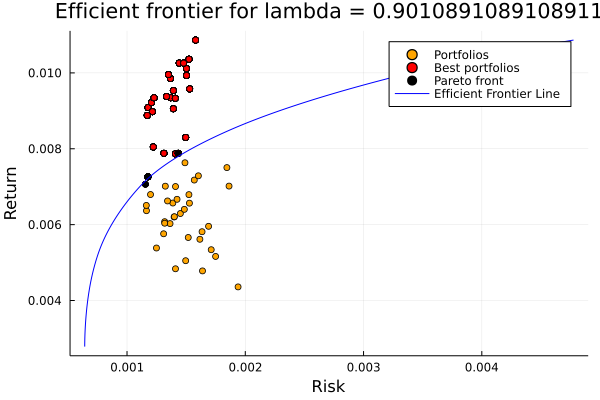 Efficient frontier for lambda = 0.9010891089108911
Portfolios
Best portfolios
Pareto front
Efficient Frontier Line
Return
0.010
0.008
0.006
0.004
0.001
0.002
0.003
0.004
Risk